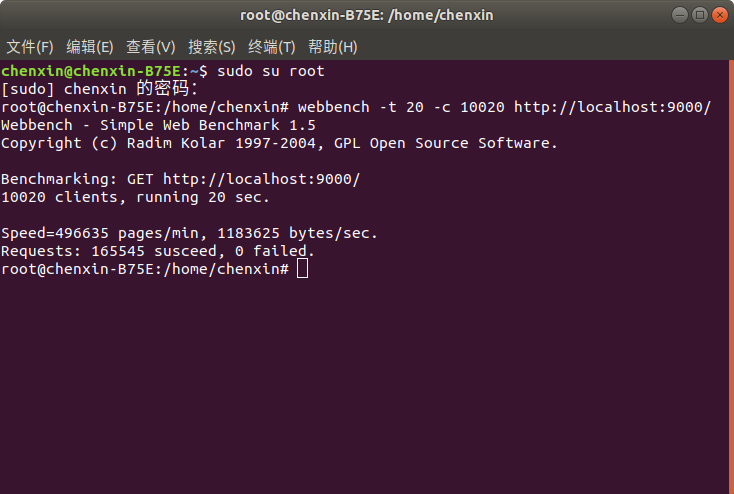 root@chenxin-B75E: /home/chenxin
文件(F) 编辑(E) 查看(V) 搜索(S) 终端(T) 帮助(H)
chenxin@chenxin-B75E:~$ sudo su root
[sudo] chenxin 的密码：
root@chenxin-B75E:/home/chenxin# webbench -t 20 -c 10020 http://localhost:9000/
Webbench - Simple Web Benchmark 1.5
Copyright (c) Radim Kolar 1997-2004, GPL Open Source Software.
Benchmarking: GET http://localhost:9000/
10020 clients, running 20 sec.
Speed=496635 pages/min, 1183625 bytes/sec.
Requests: 165545 susceed, 0 failed.
root@chenxin-B75E:/home/chenxin#